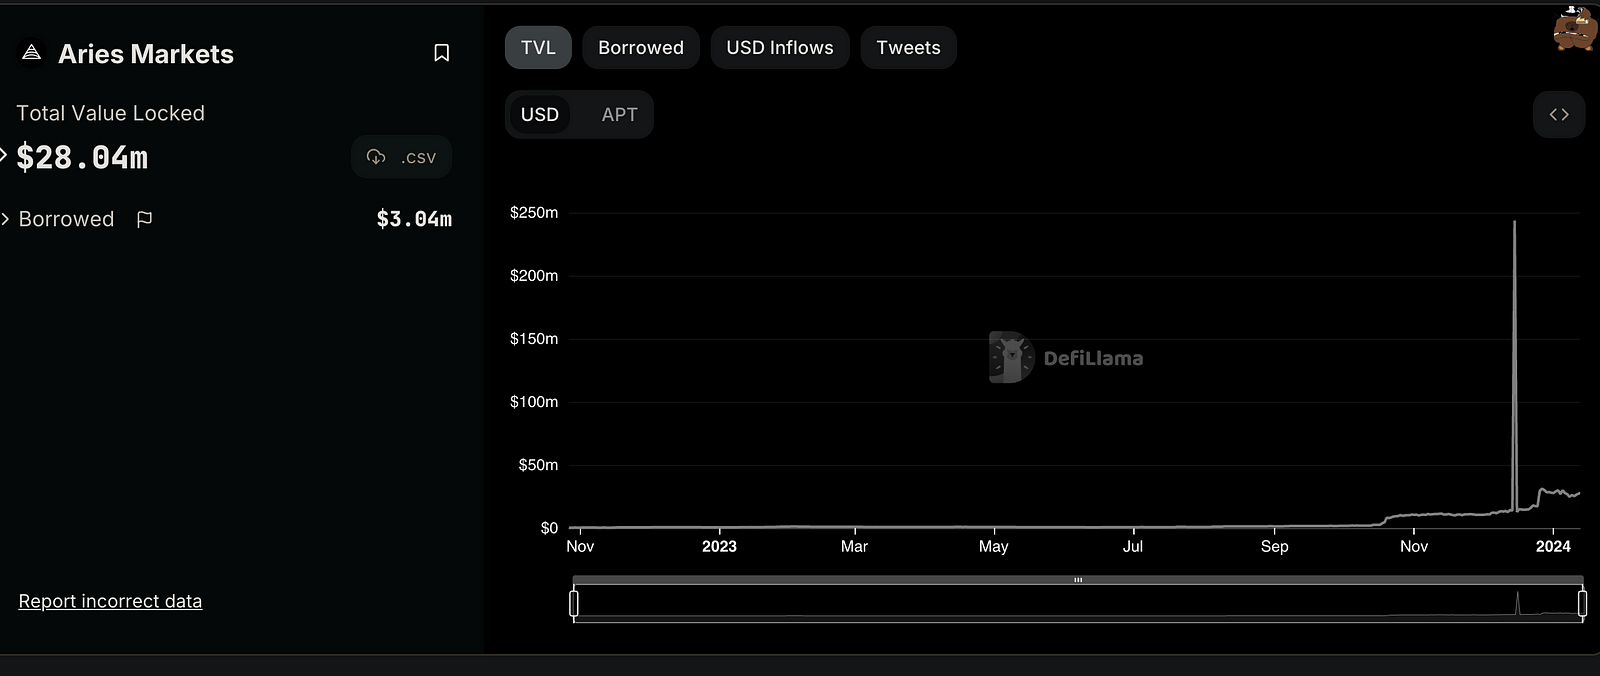 Aries Markets
Total Value Locked
$28.04m
.csv
Borrowed
$3.04m
Report incorrect data
TVL
Borrowed
USD Inflows
Tweets
USD
APT
$250m
$200m
$150m
$100m
$50m
$0
DefiLlama
Nov
2023
Mar
May
Jul
Sep
Nov
2024